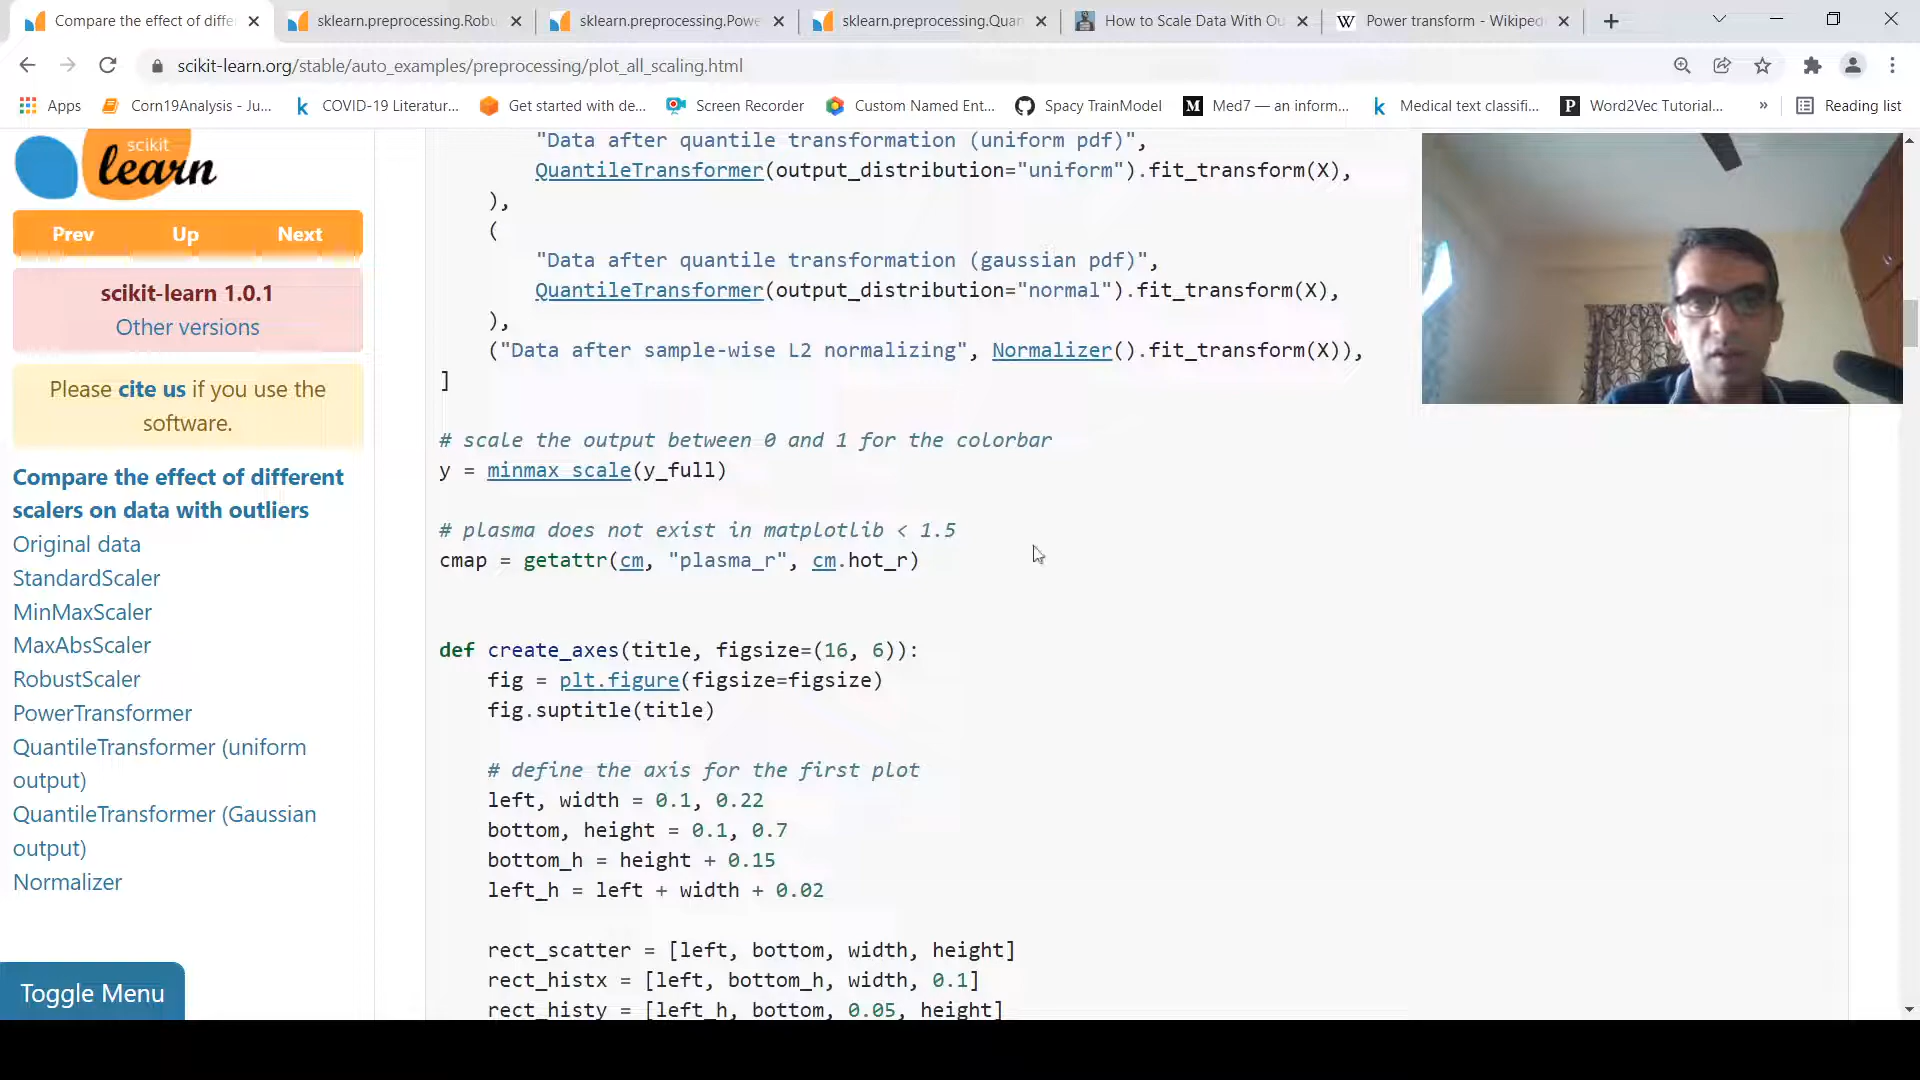 Compare the effect of differ
sklearn.preprocessing.Robu
sklearn.preprocessing.Powe
sklearn.preprocessing.Quan
How to Scale Data With Ou
Power transform - Wikiped
scikit-learn.org/stable/auto_examples/preprocessing/plot_all_scaling.html
Apps
Corn19Analysis - Ju...
COVID-19 Literatur...
Get started with de...
Screen Recorder
Custom Named Ent...
Spacy TrainModel
Med7 — an inform...
Medical text classifi...
Word2Vec Tutorial...
»
Reading list
scikit
learn
Prev
Up
Next
scikit-learn 1.0.1
Other versions
Please cite us if you use the
software.
Compare the effect of different
scalers on data with outliers
Original data
StandardScaler
MinMaxScaler
MaxAbsScaler
RobustScaler
PowerTransformer
QuantileTransformer (uniform
output)
QuantileTransformer (Gaussian
output)
Normalizer
Toggle Menu
"Data after quantile transformation (uniform pdf)",
QuantileTransformer(output_distribution="uniform").fit_transform(X),
),
(
"Data after quantile transformation (gaussian pdf)",
QuantileTransformer(output_distribution="normal").fit_transform(X),
),
("Data after sample-wise L2 normalizing", Normalizer().fit_transform(X)),
]
# scale the output between 0 and 1 for the colorbar
y = minmax_scale(y_full)
# plasma does not exist in matplotlib < 1.5
cmap = getattr(cm, "plasma_r", cm.hot_r)
def create_axes(title, figsize=(16, 6)):
fig = plt.figure(figsize=figsize)
fig.suptitle(title)
# define the axis for the first plot
left, width = 0.1, 0.22
bottom, height = 0.1, 0.7
bottom_h = height + 0.15
left_h = left + width + 0.02
rect_scatter = [left, bottom, width, height]
rect_histx = [left, bottom_h, width, 0.1]
rect_histy = [left_h, bottom, 0.05, height]